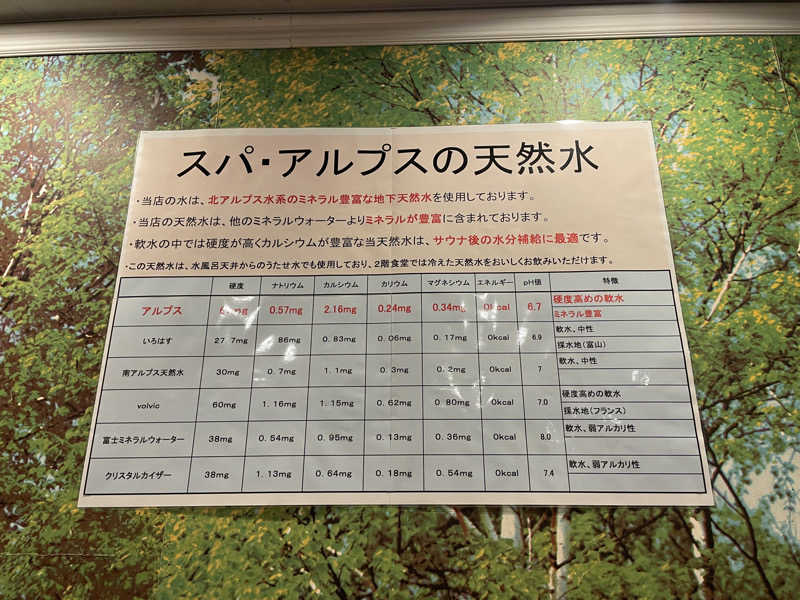 スパ・アルプスの天然水
・当店の水は、北アルプス水系のミネラル豊富な地下天然水を使用しております。
・当店の天然水は、他のミネラルウォーターよりミネラルが豊富に含まれております。
・軟水の中では硬度が高くカルシウムが豊富な当天然水は、サウナ後の水分補給に最適です。
・この天然水は、水風呂天井からのうたせ水でも使用しており、2階食堂では冷えた天然水をおいしくお飲みいただけます。
硬度 ナトリウム カルシウム カリウム マグネシウム エネルギー pH値 特徴
アルプス 0.57mg 2.16mg 0.24mg 0.34mg 0kcal 6.7 硬度高めの軟水
ミネラル豊富
いろはす 27.7mg 86mg 0.83mg 0.06mg 0.17mg 0kcal 6.9 軟水、中性
採水地(富山)
南アルプス天然水 30mg 0.7mg 1.1mg 0.3mg 0.2mg 0kcal 7 軟水、中性
volvic 60mg 1.16mg 1.15mg 0.62mg 0.80mg 0kcal 7.0 硬度高めの軟水
採水地(フランス)
富士ミネラルウォーター 38mg 0.54mg 0.95mg 0.13mg 0.36mg 0kcal 8.0 軟水、弱アルカリ性
クリスタルカイザー 38mg 1.13mg 0.64mg 0.18mg 0.54mg 0kcal 7.4 軟水、弱アルカリ性